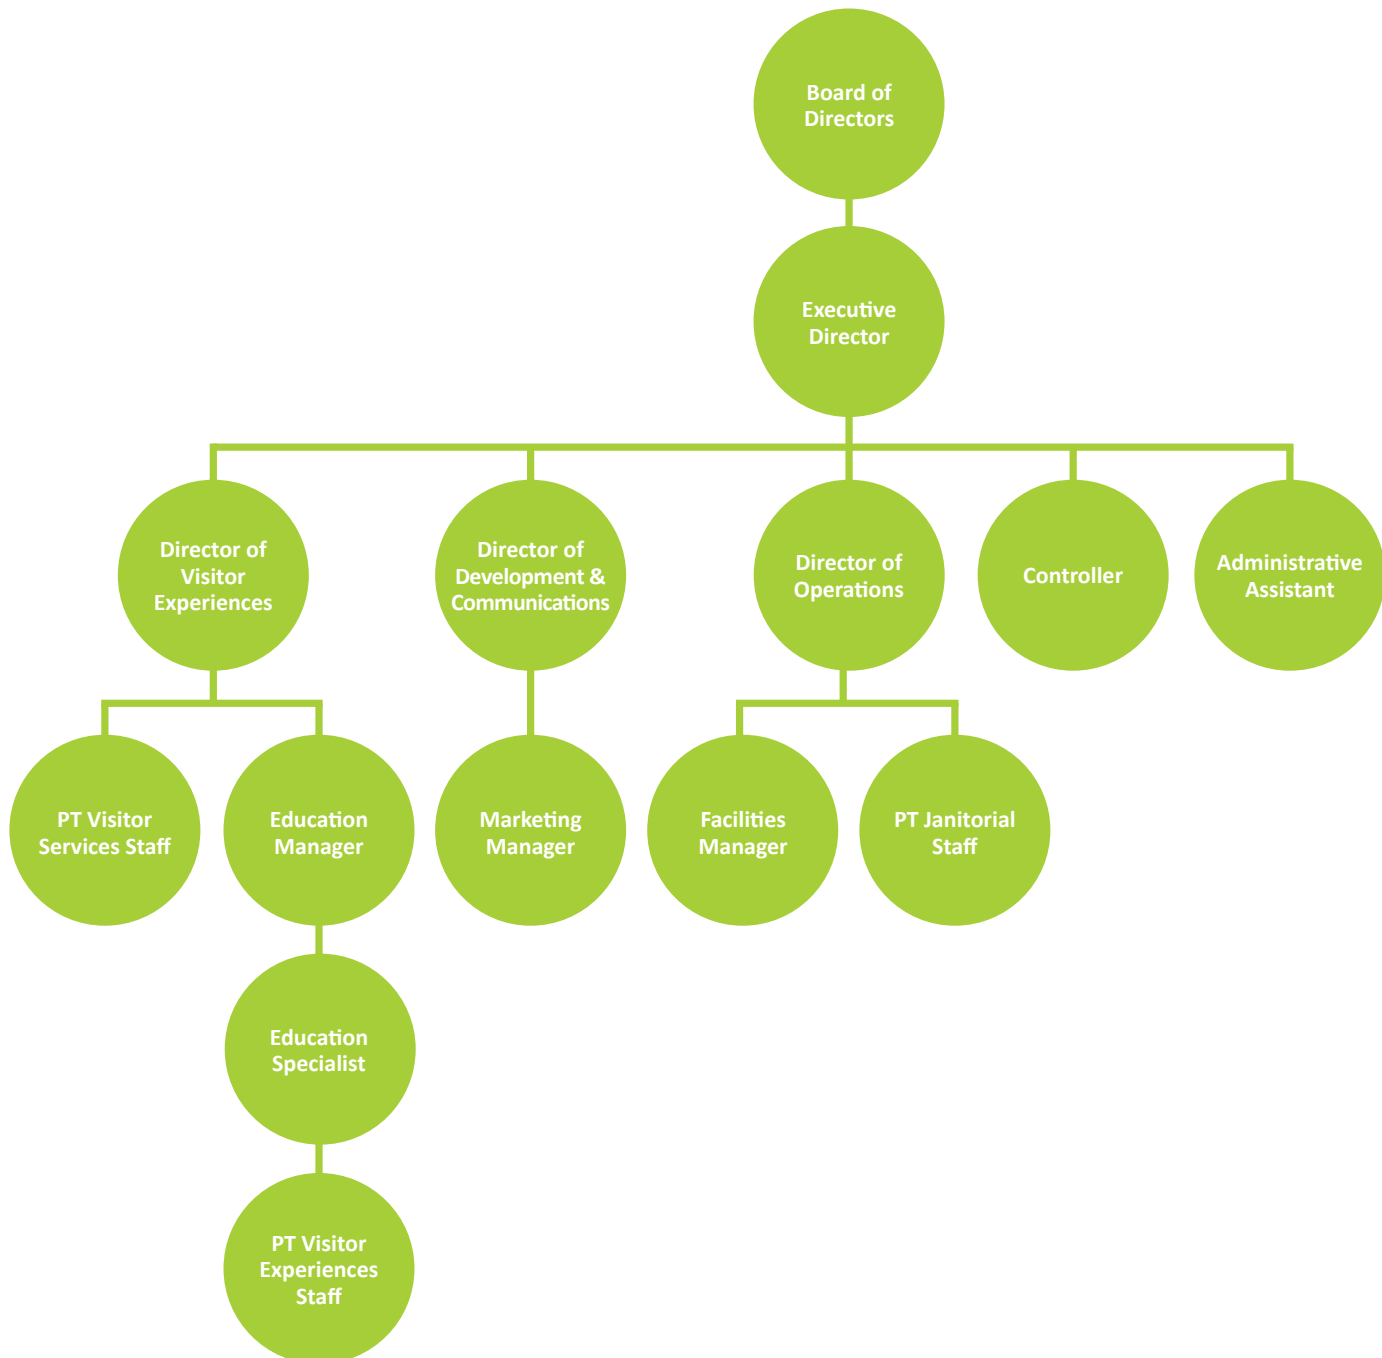 Board of
Directors
Executive
Director
Director of
Visitor
Experiences
Director of
Development &
Communications
Director of
Operations
Controller
Administrative
Assistant
PT Visitor
Services Staff
Education
Manager
Marketing
Manager
Facilities
Manager
PT Janitorial
Staff
Education
Specialist
PT Visitor
Experiences
Staff